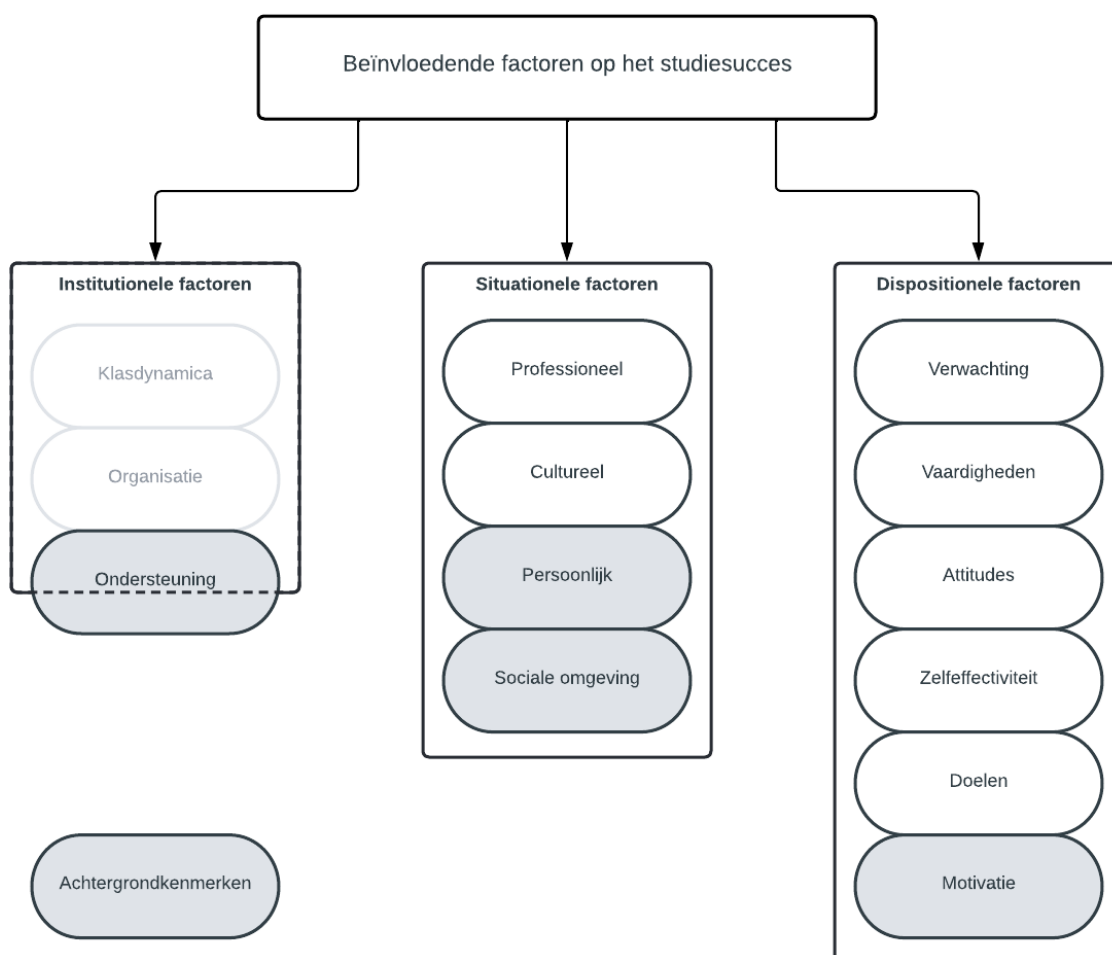 Beïnvloedende factoren op het studiesucces
Institutionele factoren
Klasdynamica
Organisatie
Ondersteuning
Achtergrondkenmerken
Situationele factoren
Professioneel
Cultureel
Persoonlijk
Sociale omgeving
Dispositionele factoren
Verwachting
Vaardigheden
Attitudes
Zelfeffectiviteit
Doelen
Motivatie